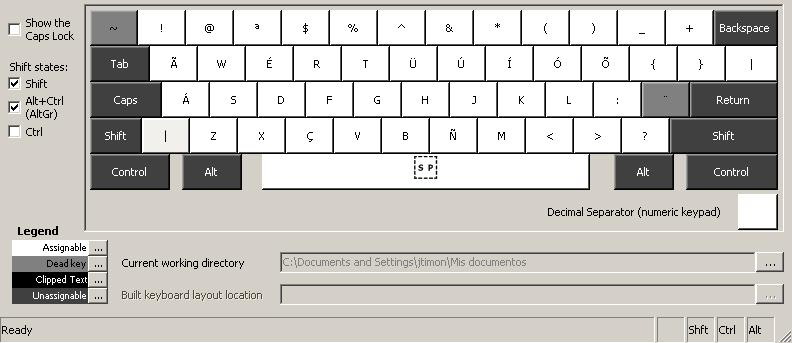 Show the
Caps Lock
Shift states:
Shift
Alt+Ctrl
(AltGr)
Ctrl
~ ! @ ª $ % ^ & * ( ) _ + Backspace
Tab Ã W É R T Ü Ú Í Ó Õ { } |
Caps Á S D F G H J K L : ¨ Return
Shift | Z X Ç V B Ñ M < > ? Shift
Control Alt SP Alt Control
Decimal Separator (numeric keypad)
Legend
Assignable ...
Dead key ...
Clipped Text ...
Unassignable ...
Current working directory C:\Documents and Settings\jtimon\Mis documentos ...
Built keyboard layout location ...
Ready Shft Ctrl Alt